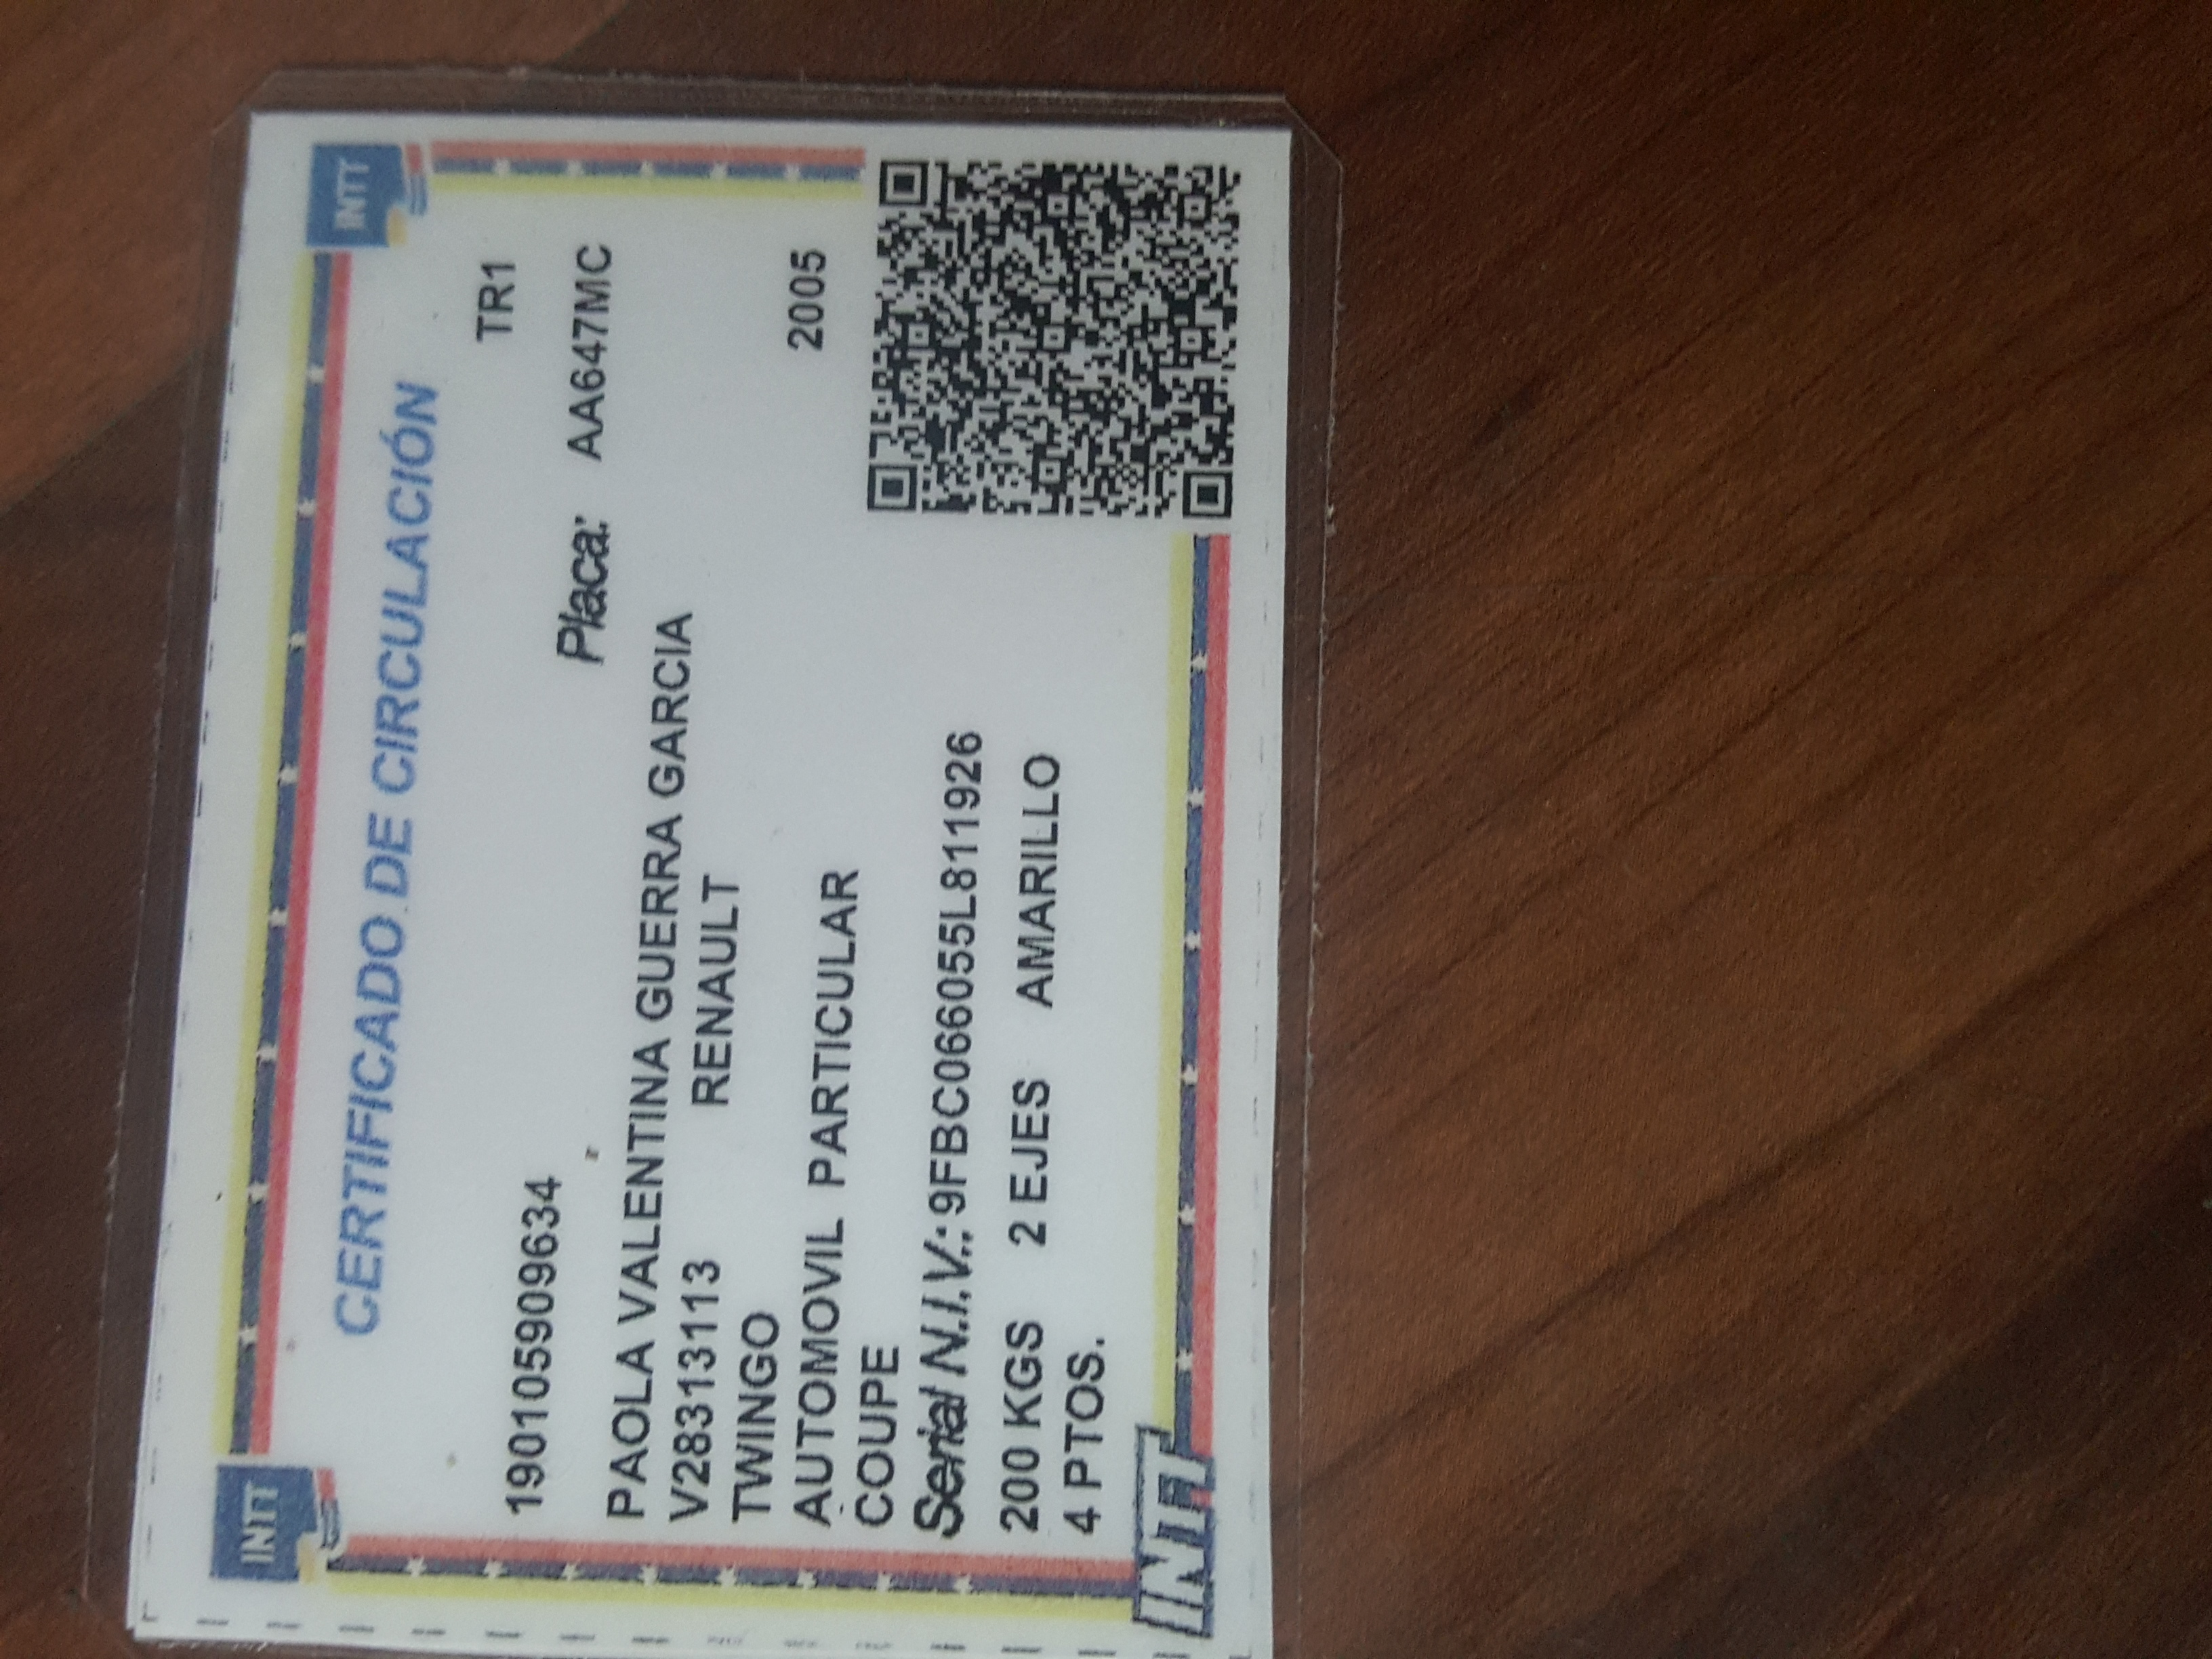 INTT
INTT
CERTIFICADO DE CIRCULACIÓN
TR1
190105909634
Placa: AA647MC
PAOLA VALENTINA GUERRA GARCIA
V28313113 RENAULT
TWINGO
2005
AUTOMOVIL PARTICULAR
COUPE
Serial N.I.V.: 9FBC066055L811926
200 KGS 2 EJES AMARILLO
4 PTOS.
INTT